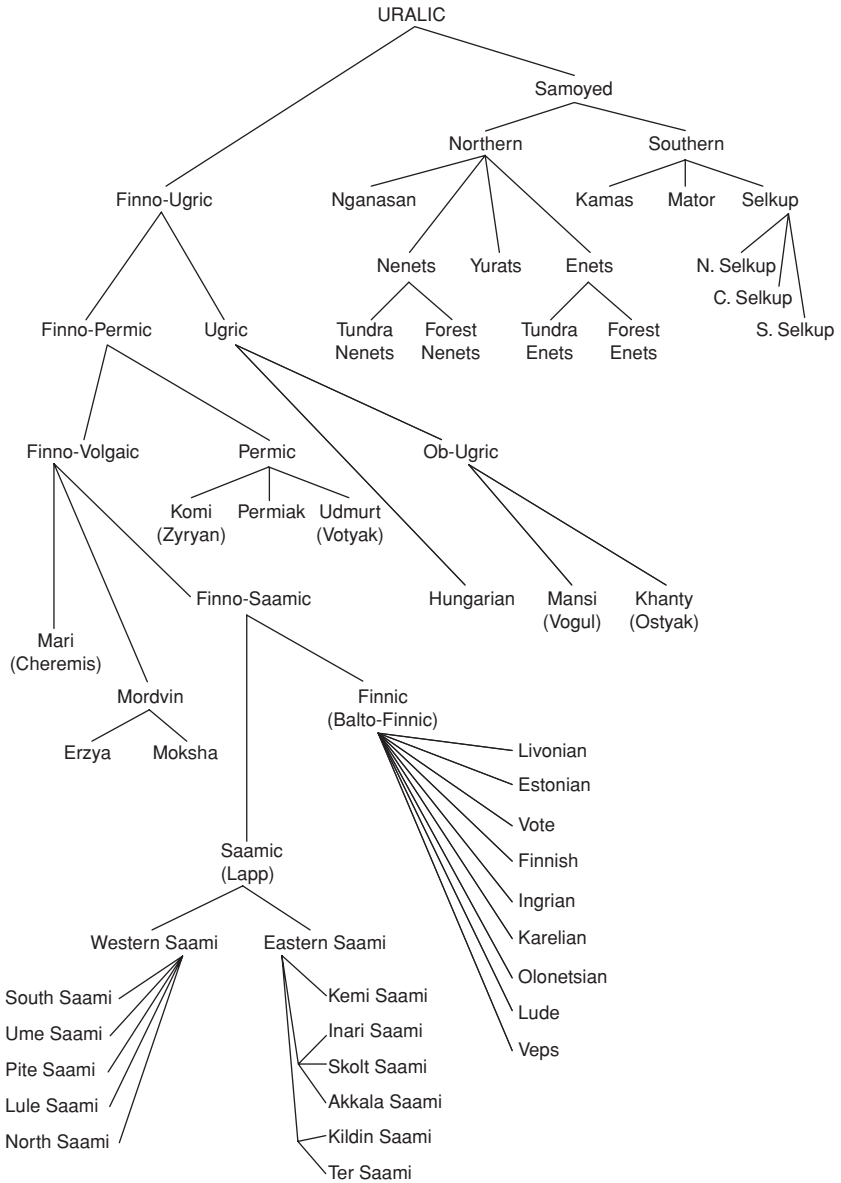 URALIC
Samoyed
Northern
Southern
Finno-Ugric
Nganasan
Kamas
Mator
Selkup
Nenets
Yurats
Enets
N. Selkup
C. Selkup
S. Selkup
Finno-Permic
Ugric
Tundra
Nenets
Forest
Nenets
Tundra
Enets
Forest
Enets
Finno-Volgaic
Permic
Ob-Ugric
Komi
(Zyryan)
Permiak
Udmurt
(Votyak)
Finno-Saamic
Hungarian
Mansi
(Vogul)
Khanty
(Ostyak)
Mari
(Cheremis)
Mordvin
Finnic
(Balto-Finnic)
Erzya
Moksha
Livonian
Estonian
Vote
Finnish
Ingrian
Karelian
Olonetsian
Lude
Veps
Saamic
(Lapp)
Western Saami
Eastern Saami
South Saami
Ume Saami
Pite Saami
Lule Saami
North Saami
Kemi Saami
Inari Saami
Skolt Saami
Akkala Saami
Kildin Saami
Ter Saami